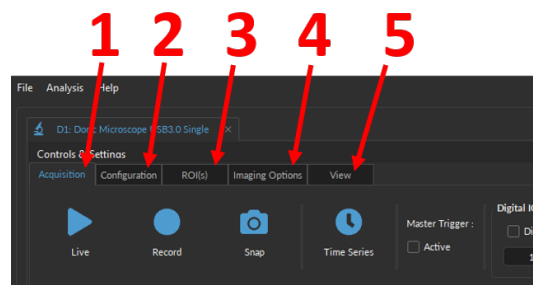 1 2 3 4 5
File Analysis Help
D1: Doric Microscope USB3.0 Single ×
Controls & Settings
Acquisition Configuration ROI(s) Imaging Options View
Master Trigger :
Active
Digital I
Di
1
Live Record Snap Time Series